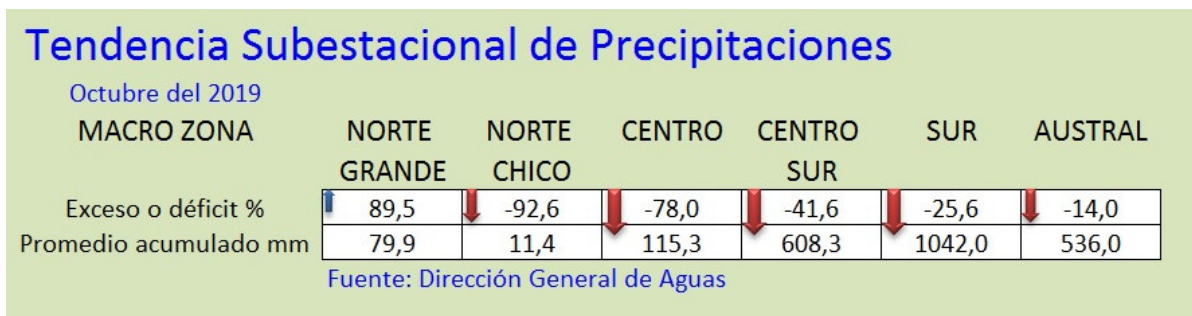 Tendencia Subestacional de Precipitaciones
Octubre del 2019
MACRO ZONA NORTE GRANDE NORTE CHICO CENTRO CENTRO SUR SUR AUSTRAL
Exceso o déficit % 89,5 -92,6 -78,0 -41,6 -25,6 -14,0
Promedio acumulado mm 79,9 11,4 115,3 608,3 1042,0 536,0
Fuente: Dirección General de Aguas